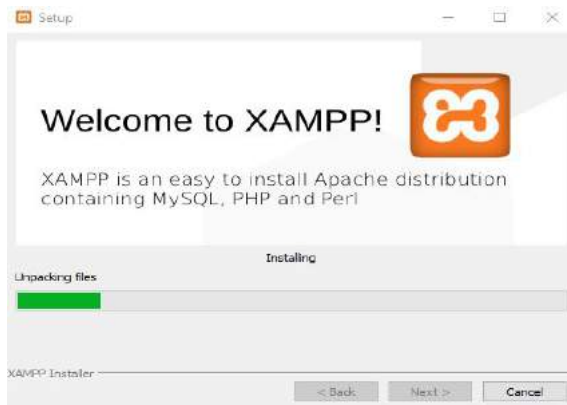 Setup
Welcome to XAMPP!
XAMPP is an easy to install Apache distribution
containing MySQL, PHP and Perl
Installing
Unpacking files
XAMPP Installer
< Back
Next >
Cancel